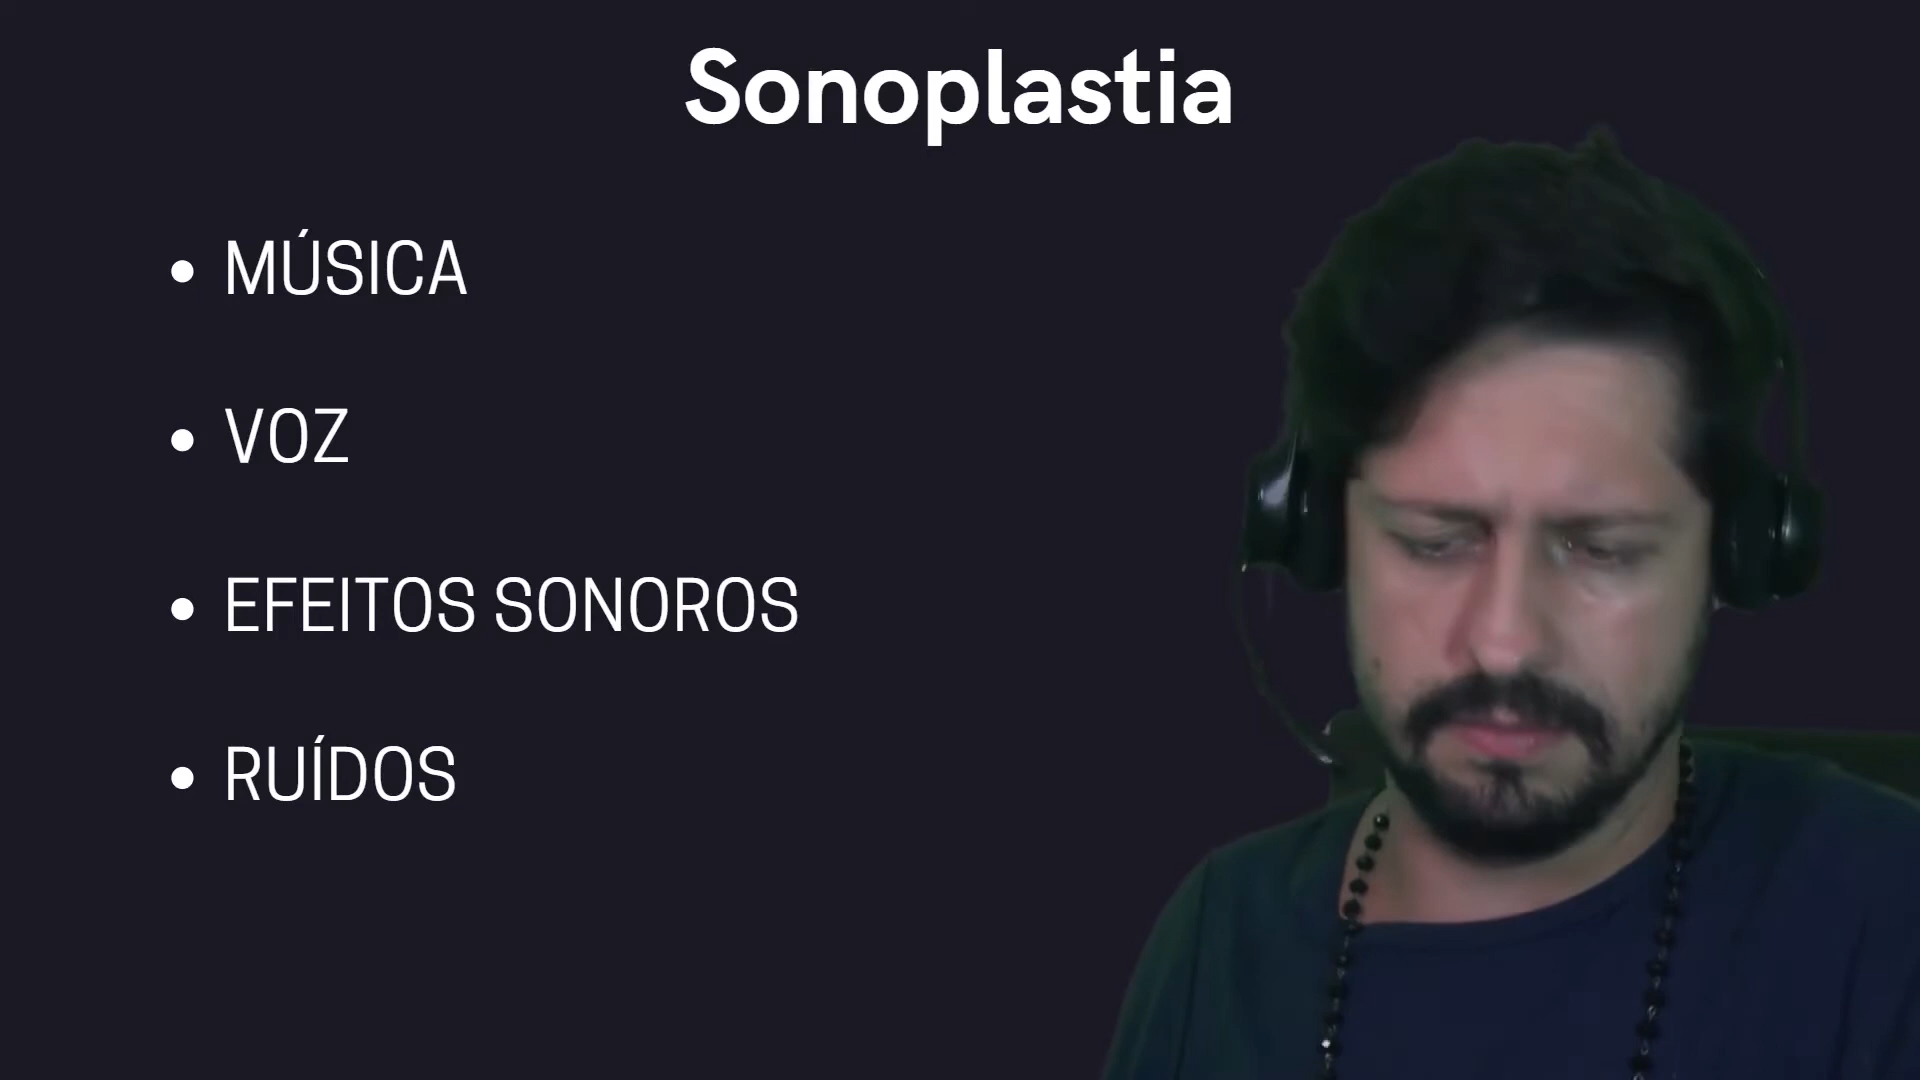 Sonoplastia
• MÚSICA
• VOZ
• EFEITOS SONOROS
• RUÍDOS